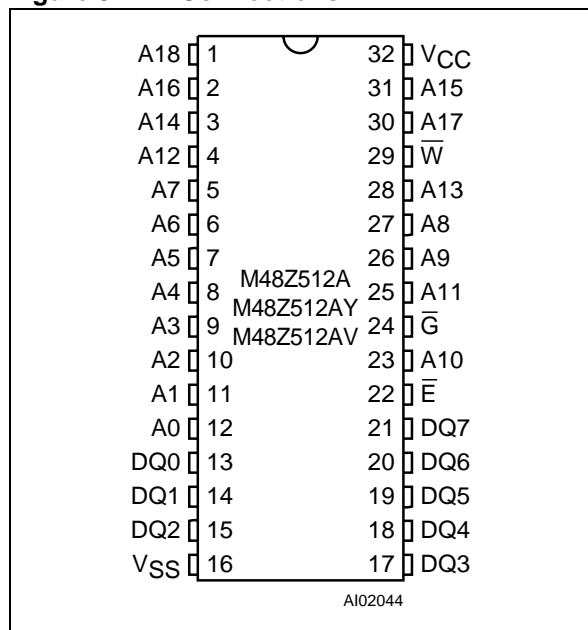 Figure Connections
A18 1 32 VCC
A16 2 31 A15
A14 3 30 A17
A12 4 29 W̅
A7 5 28 A13
A6 6 27 A8
A5 7 26 A9
M48Z512A
A4 8 25 A11
M48Z512AY
A3 9 24 G̅
M48Z512AV
A2 10 23 A10
A1 11 22 E̅
A0 12 21 DQ7
DQ0 13 20 DQ6
DQ1 14 19 DQ5
DQ2 15 18 DQ4
VSS 16 17 DQ3
AI02044